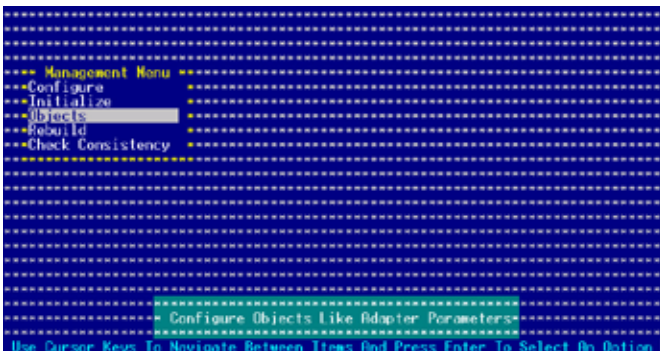 Management Menu
Configure
Initialize
Objects
Rebuild
Check Consistency
Configure Objects Like Adapter Parameters
Use Cursor Keys To Navigate Between Items And Press Enter To Select An Option